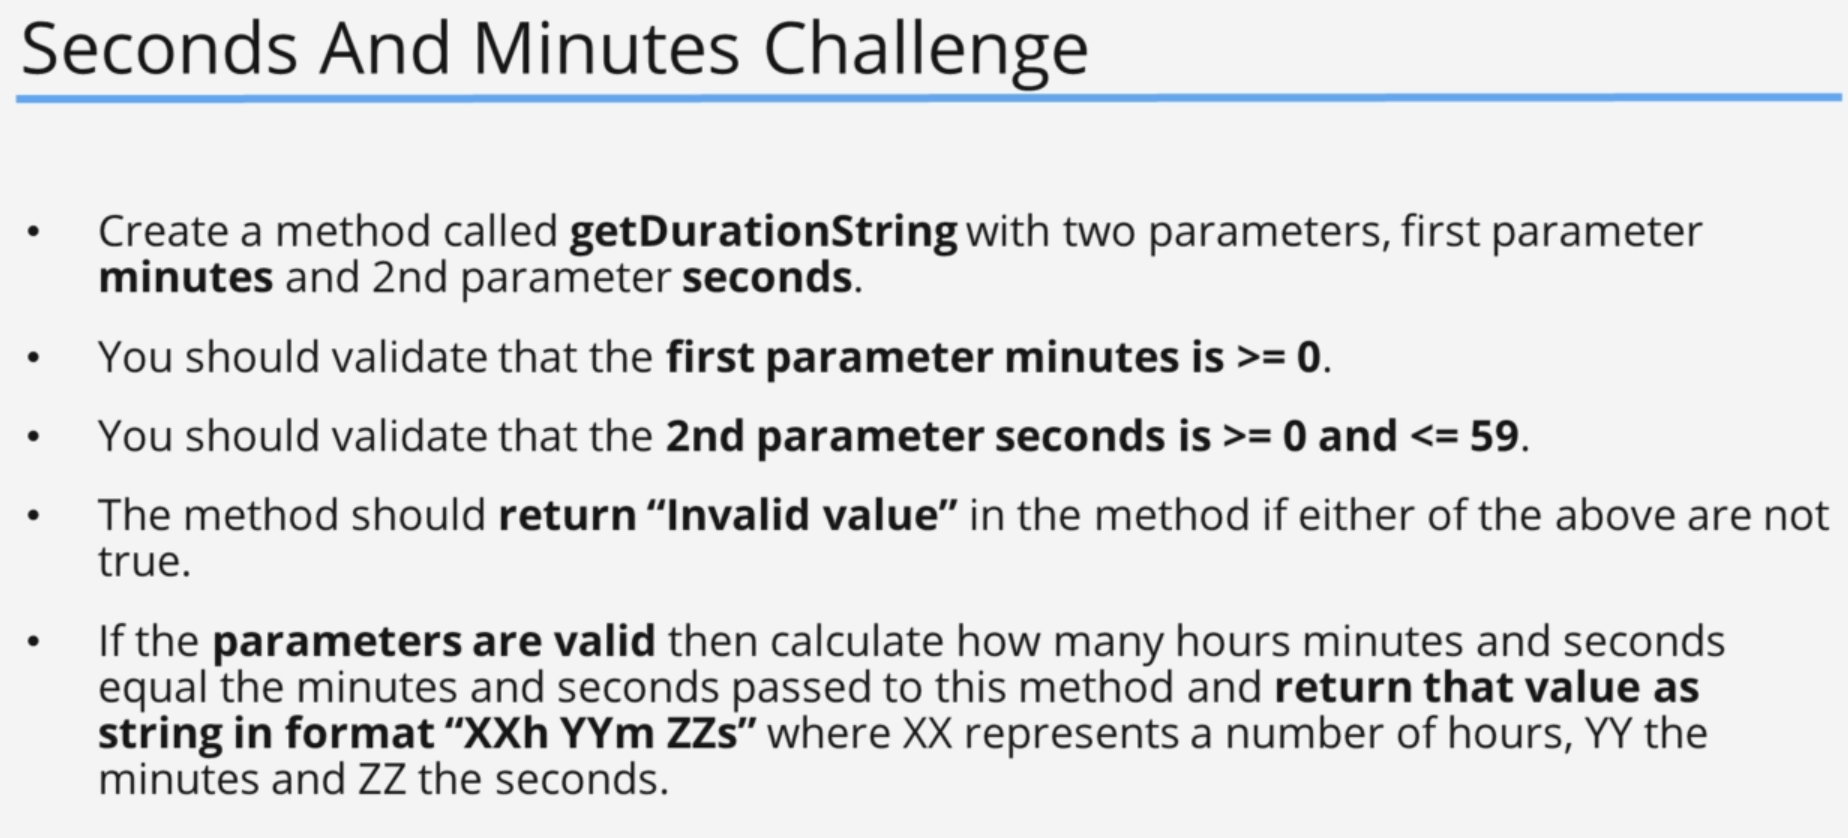 Seconds And Minutes Challenge
• Create a method called getDurationString with two parameters, first parameter
minutes and 2nd parameter seconds.
• You should validate that the first parameter minutes is >= 0.
• You should validate that the 2nd parameter seconds is >= 0 and <= 59.
• The method should return “Invalid value” in the method if either of the above are not
true.
• If the parameters are valid then calculate how many hours minutes and seconds
equal the minutes and seconds passed to this method and return that value as
string in format “XXh YYm ZZs” where XX represents a number of hours, YY the
minutes and ZZ the seconds.